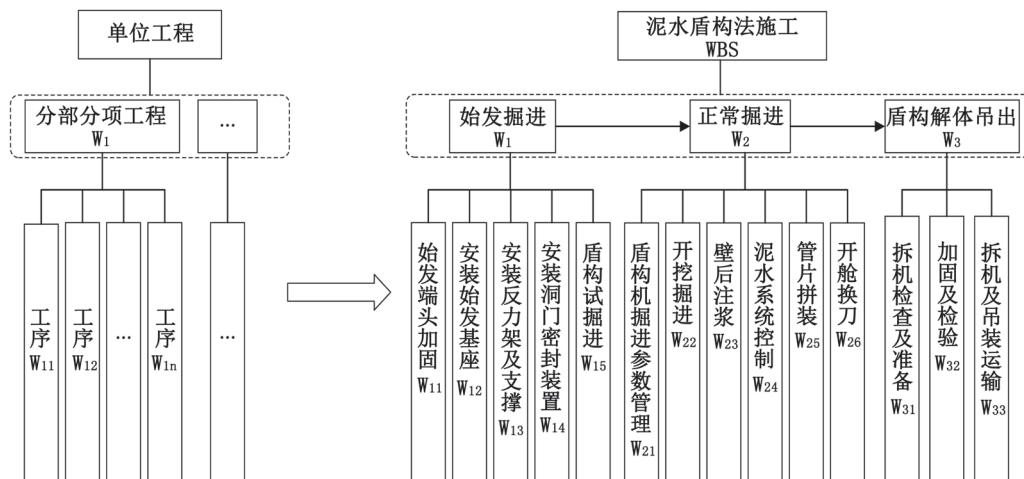 单位工程
分部分项工程
W₁
…
工序
W₁₁
工序
W₁₂
…
工序
W₁ₙ
…
泥水盾构法施工
WBS
始发掘进
W₁
正常掘进
W₂
盾构解体吊出
W₃
始发端头加固
W₁₁
安装始发基座
W₁₂
安装反力架及支撑
W₁₃
安装洞门密封装置
W₁₄
盾构试掘进
W₁₅
盾构机掘进参数管理
W₂₁
开挖掘进
W₂₂
壁后注浆
W₂₃
泥水系统控制
W₂₄
管片拼装
W₂₅
开舱换刀
W₂₆
拆机检查及准备
W₃₁
加固及检验
W₃₂
拆机及吊装运输
W₃₃